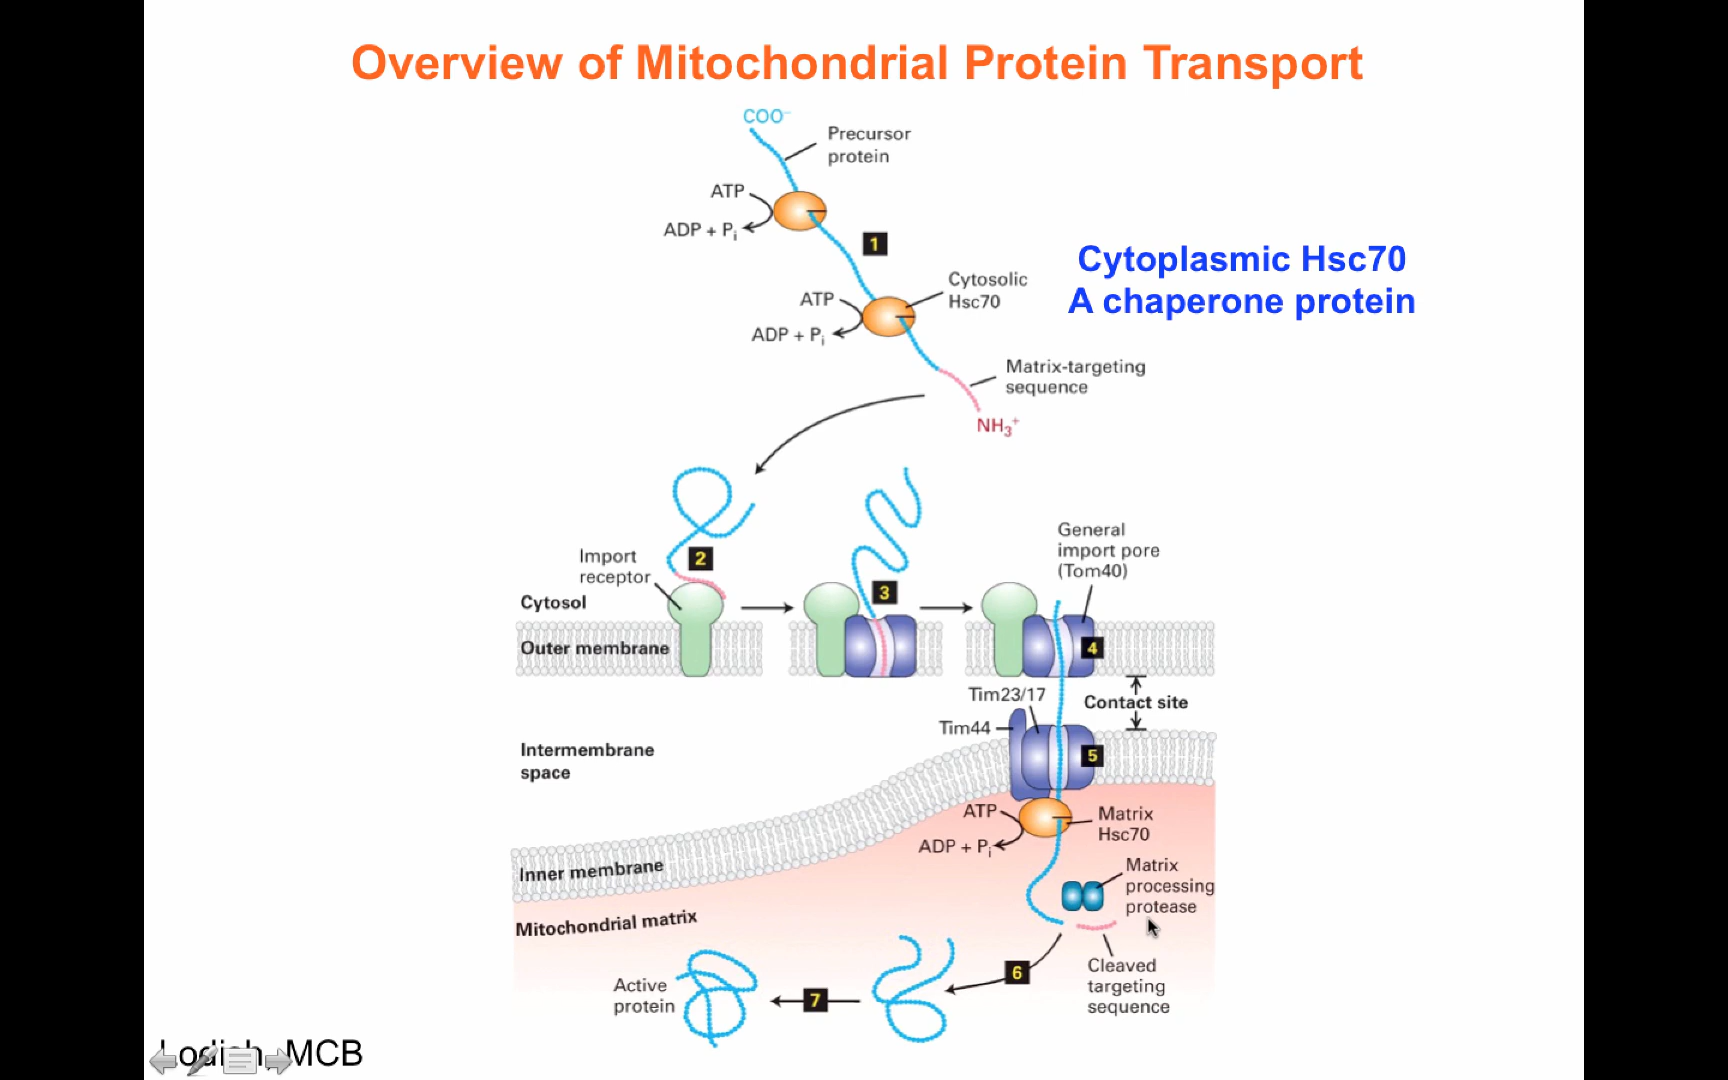 Overview of Mitochondrial Protein Transport
COO⁻
Precursor
protein
ATP
ADP + Pᵢ
1
Cytoplasmic Hsc70
A chaperone protein
Cytosolic
Hsc70
ATP
ADP + Pᵢ
Matrix-targeting
sequence
NH₃⁺
General
import pore
(Tom40)
Import
receptor
2
3
Cytosol
Outer membrane
4
Tim23/17
Contact site
Tim44
5
Intermembrane
space
ATP
Matrix
Hsc70
ADP + Pᵢ
Matrix
processing
protease
Inner membrane
Mitochondrial matrix
Cleaved
targeting
sequence
6
Active
protein
7
Lodish, MCB